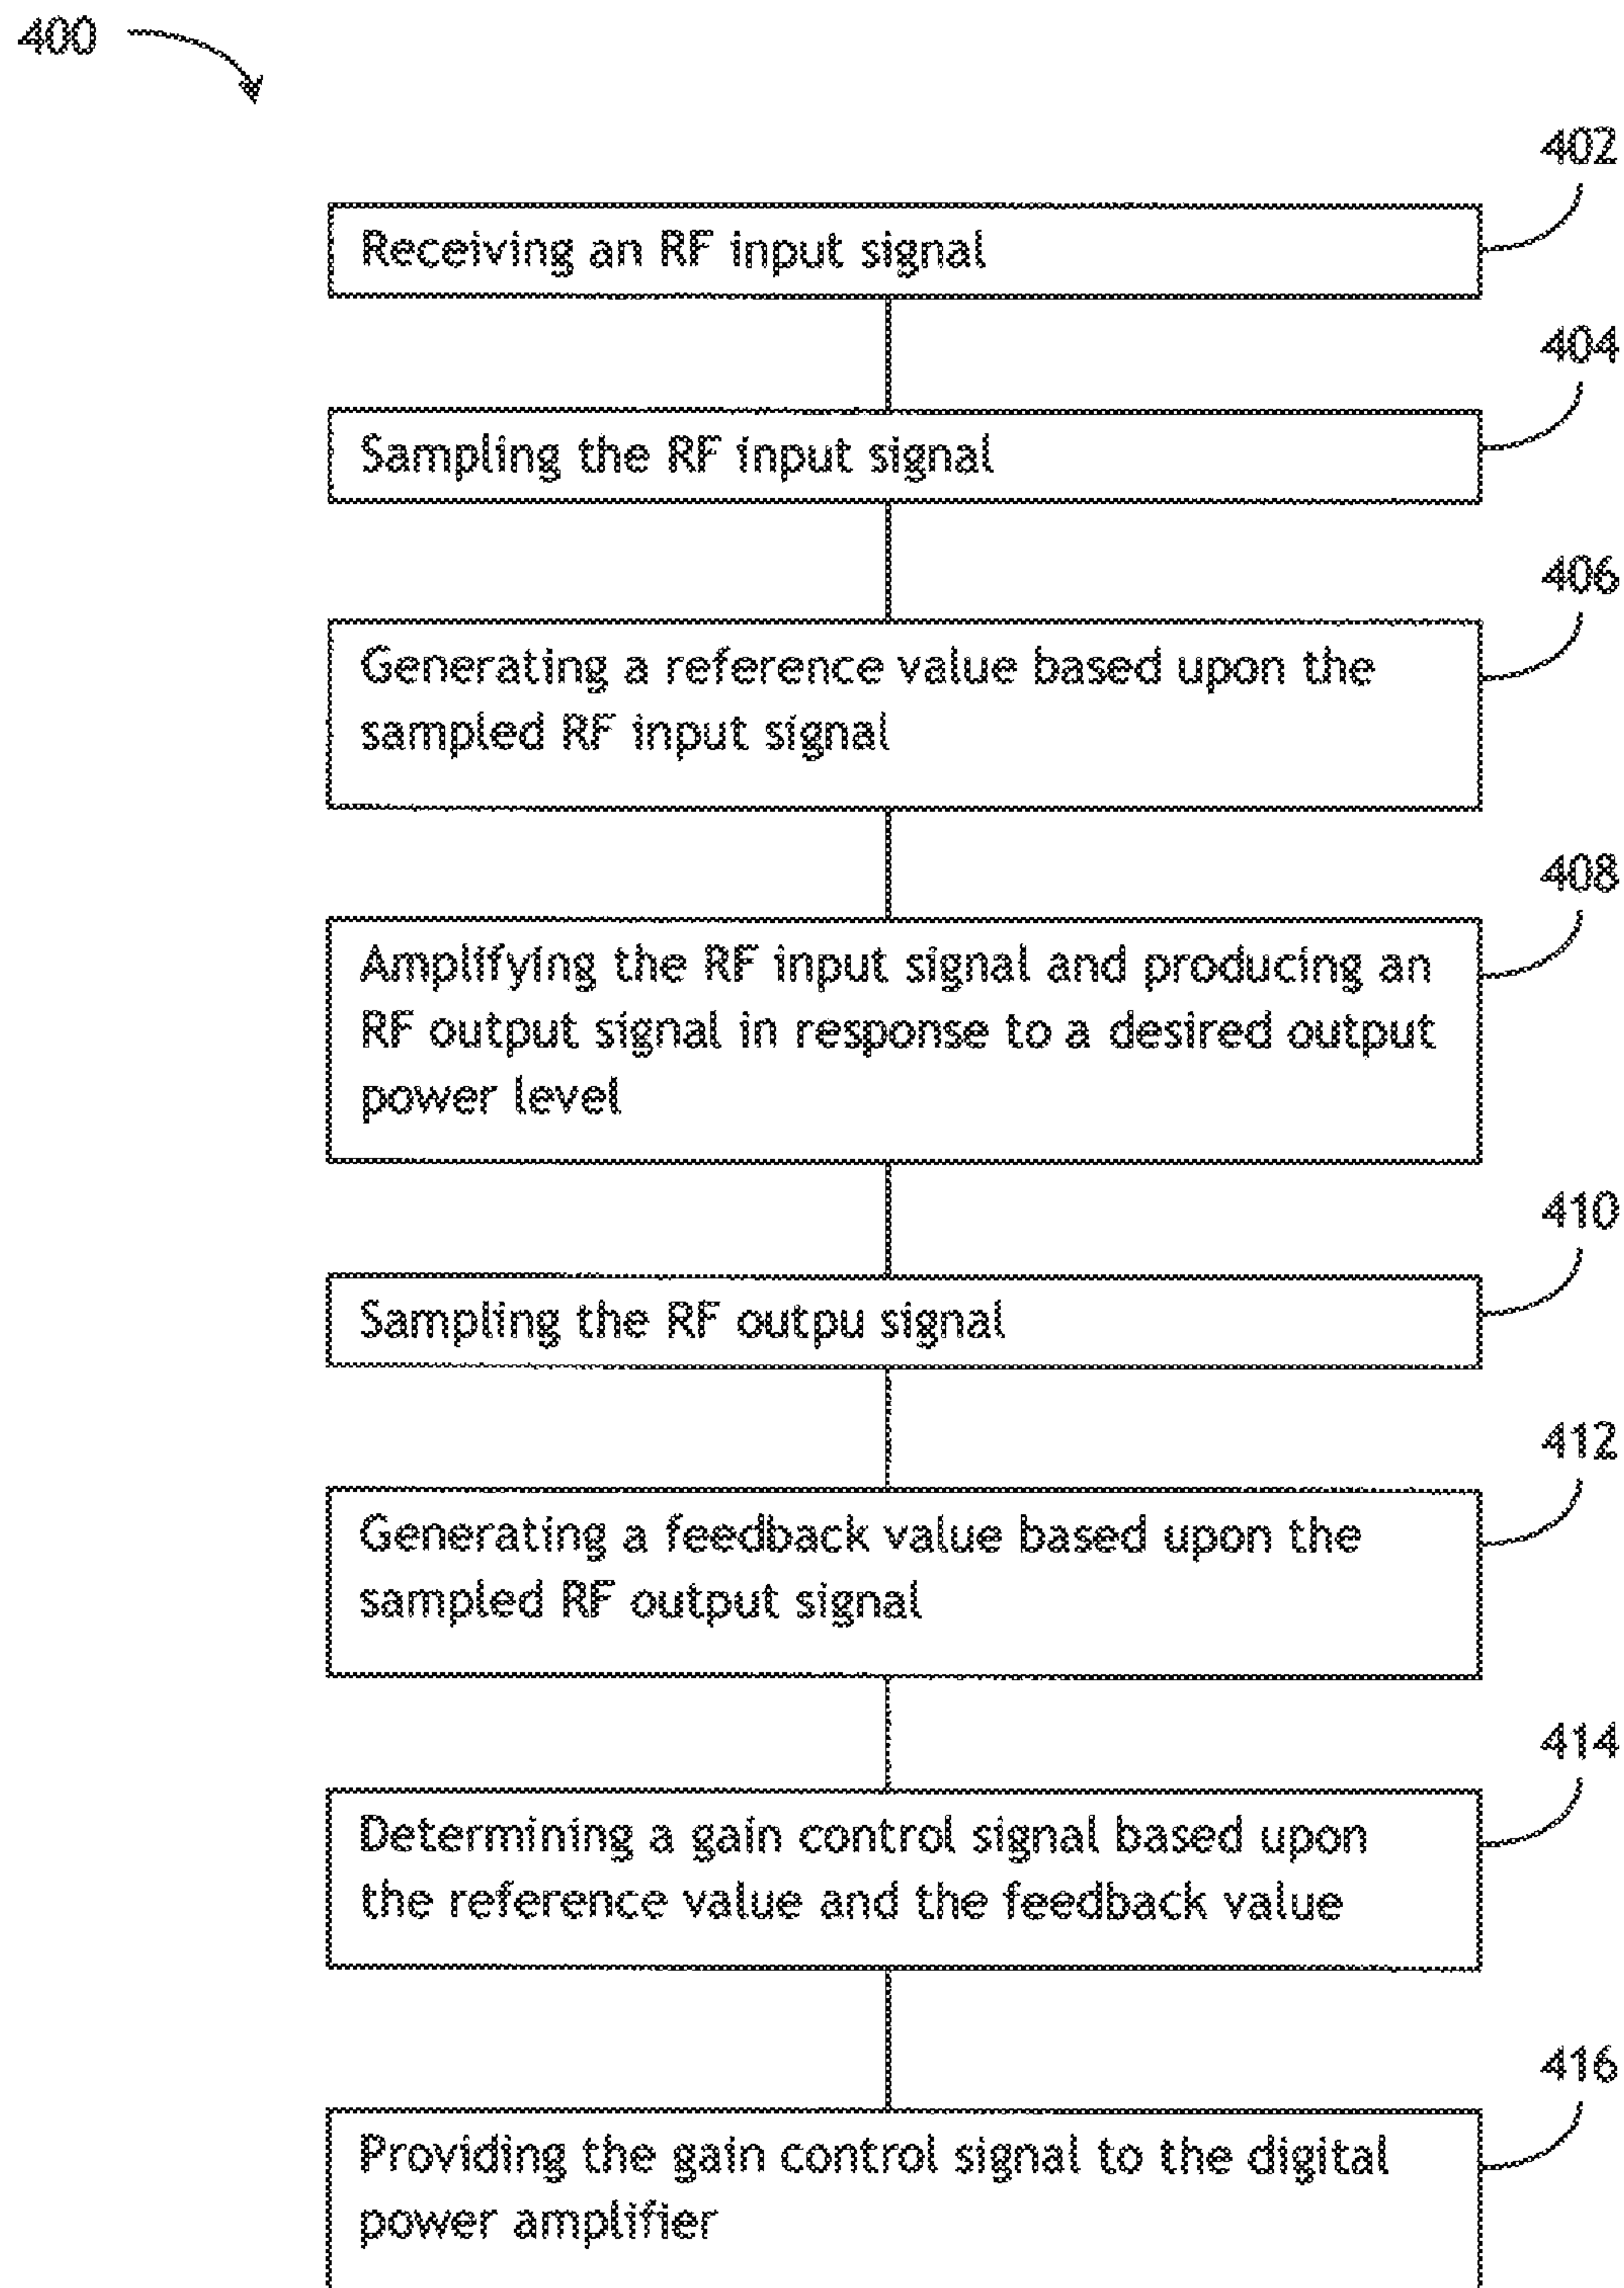 400
402
Receiving an RF input signal
404
Sampling the RF input signal
406
Generating a reference value based upon the
sampled RF input signal
408
Amplifying the RF input signal and producing an
RF output signal in response to a desired output
power level
410
Sampling the RF outpu signal
412
Generating a feedback value based upon the
sampled RF output signal
414
Determining a gain control signal based upon
the reference value and the feedback value
416
Providing the gain control signal to the digital
power amplifier